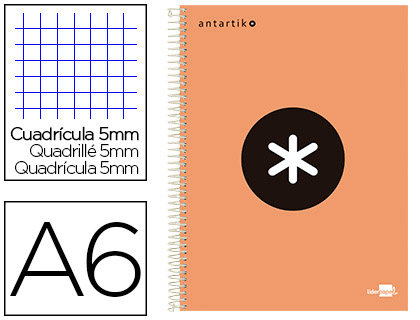 Cuadrícula 5mm
Quadrillé 5mm
Quadrícula 5mm
A6
antartik
liderpapel